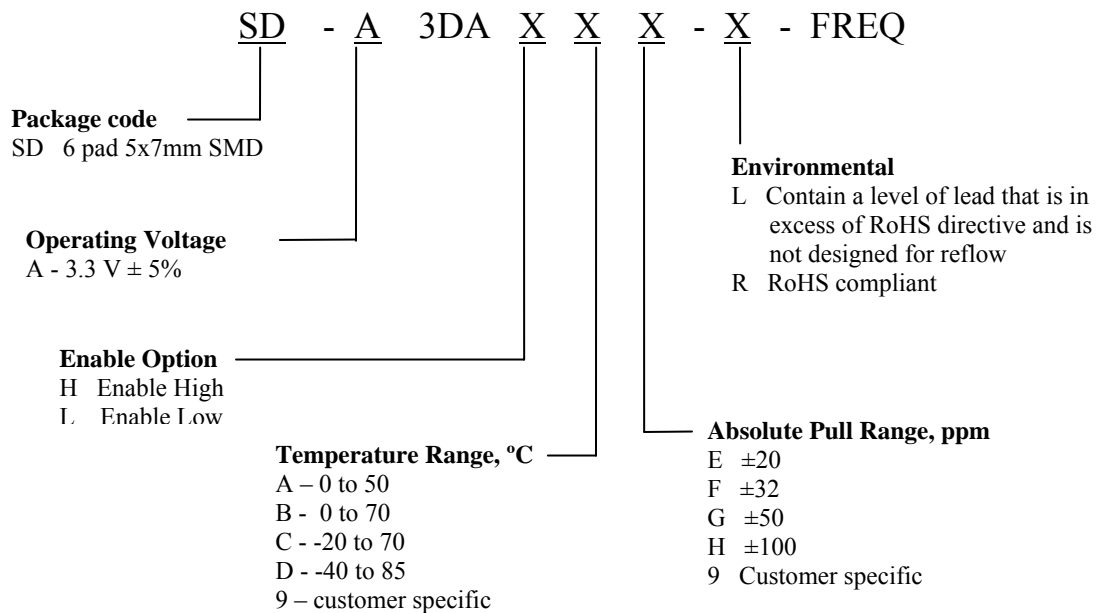 SD - A 3DA X X X - X - FREQ
Package code
SD 6 pad 5x7mm SMD
Operating Voltage
A - 3.3 V ± 5%
Enable Option
H Enable High
L Enable Low
Temperature Range, ºC
A – 0 to 50
B - 0 to 70
C - -20 to 70
D - -40 to 85
9 – customer specific
Absolute Pull Range, ppm
E ±20
F ±32
G ±50
H ±100
9 Customer specific
Environmental
L Contain a level of lead that is in
excess of RoHS directive and is
not designed for reflow
R RoHS compliant